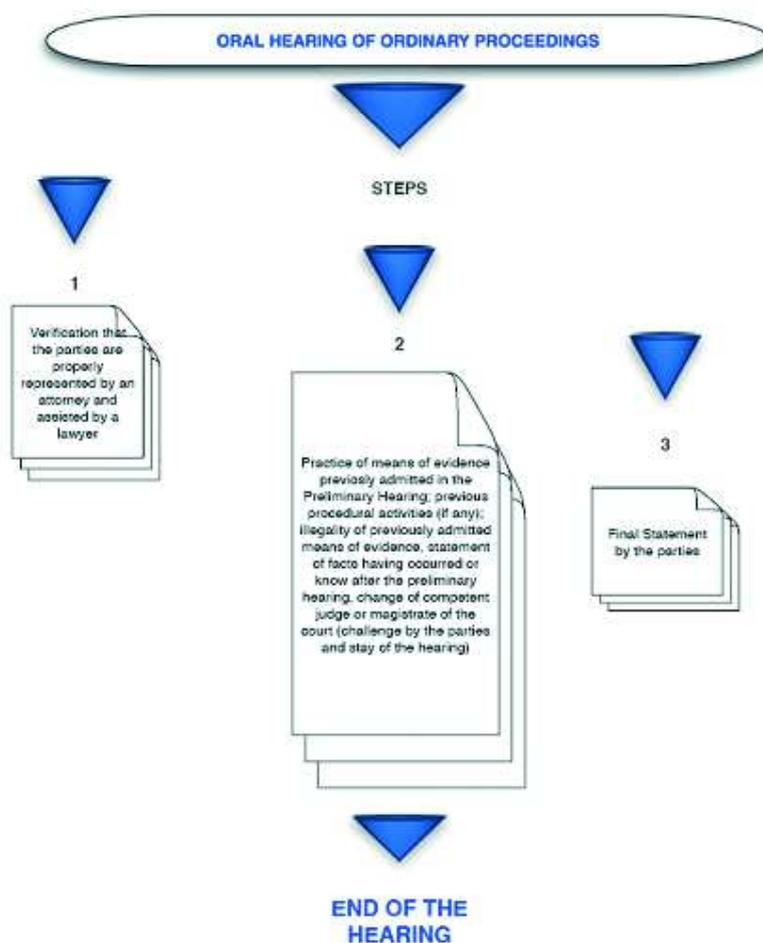 ORAL HEARING OF ORDINARY PROCEEDINGS
STEPS
1
Verification that
the parties are
properly
represented by an
attorney and
assisted by a
lawyer
2
Practice of means of evidence
previosly admitted in the
Preliminary Hearing; previous
procedural activities (if any);
illegality of previously admitted
means of evidence, statement
of facts having occurred or
know after the preliminary
hearing, change of competent
judge or magistrate of the
court (challenge by the parties
and stay of the hearing)
3
Final Statement
by the parties
END OF THE
HEARING